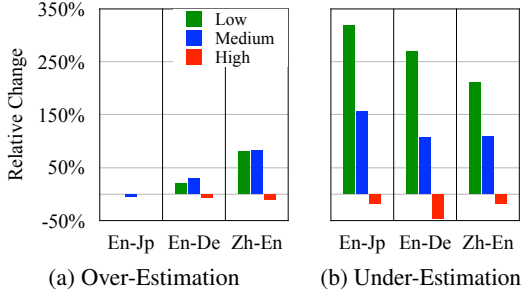 350%
250%
150%
50%
-50%
Relative Change
Low
Medium
High
En-Jp En-De Zh-En
En-Jp En-De Zh-En
(a) Over-Estimation
(b) Under-Estimation